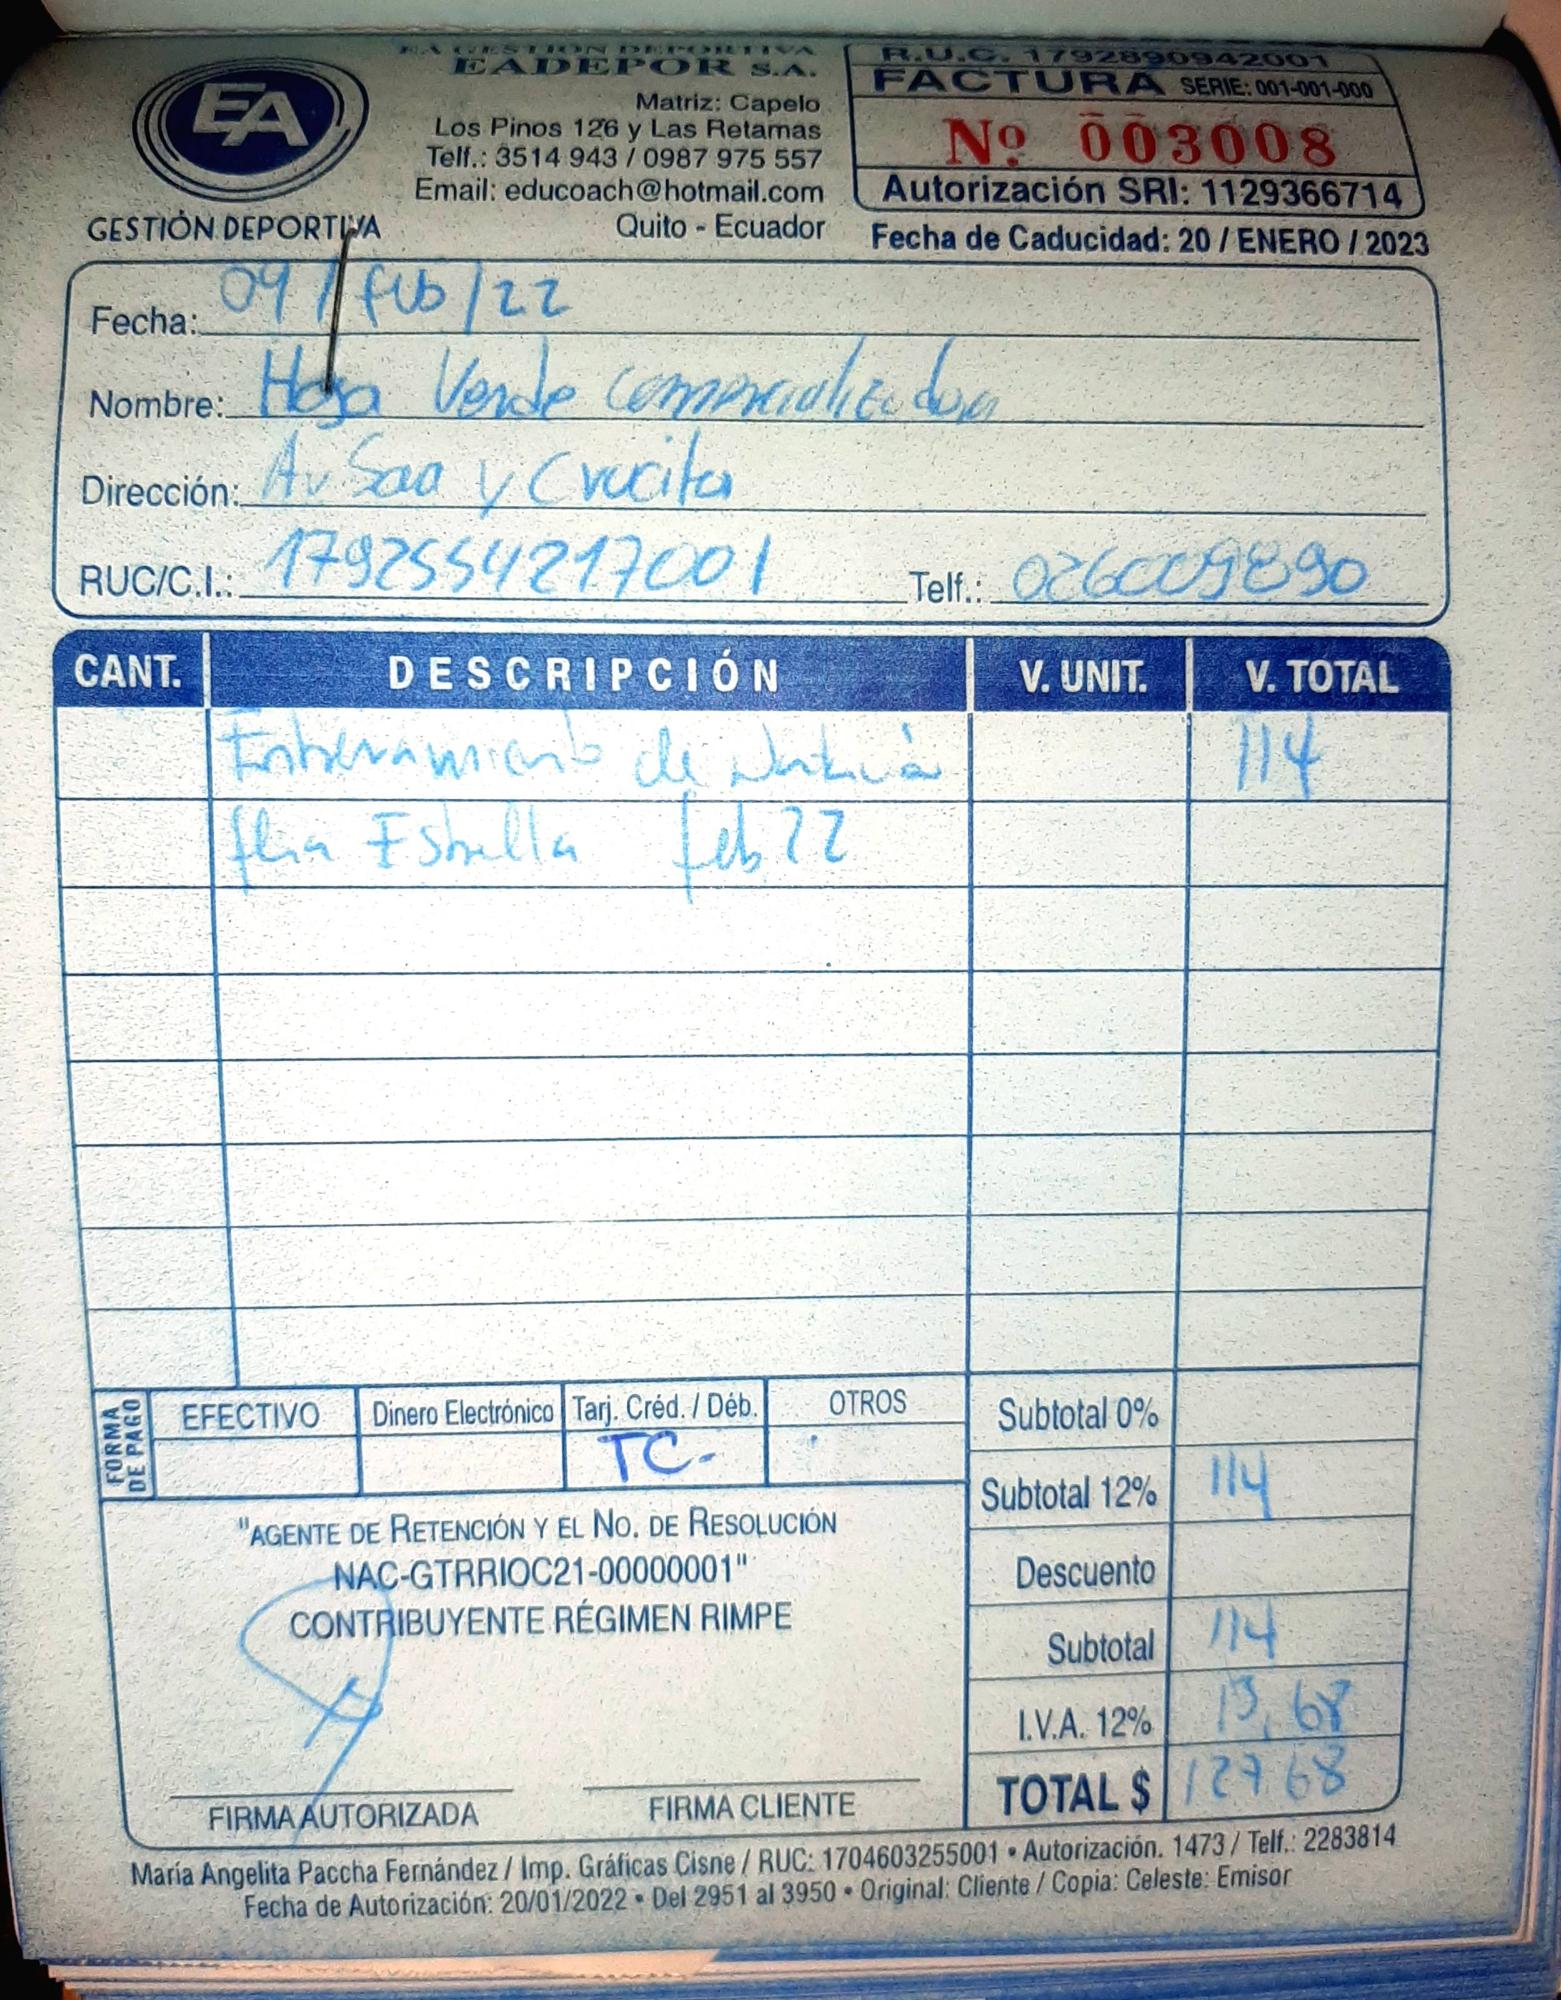 EA GESTION DEPORTIVA
EADEPOR S.A.
Matriz: Capelo
Los Pinos 126 y Las Retamas
Telf.: 3514 943 / 0987 975 557
Email: educoach@hotmail.com
Quito - Ecuador
EA
GESTIÓN DEPORTIVA
R.U.C. 1792890942001
FACTURA SERIE: 001-001-000
Nº 003008
Autorización SRI: 1129366714
Fecha de Caducidad: 20 / ENERO / 2023
Fecha: 09 / feb / 22
Nombre: Hoja Verde Comercializadora
Dirección: Av Saa y Crucita
RUC/C.I.: 1792554217001 Telf.: 026009890
CANT. DESCRIPCIÓN V. UNIT. V. TOTAL
Entrenamiento de 114
flia Estrella feb 22
FORMA DE PAGO
EFECTIVO Dinero Electrónico Tarj. Créd. / Déb. OTROS
TC.
Subtotal 0%
Subtotal 12% 114
Descuento
Subtotal 114
I.V.A. 12% 13,68
TOTAL $ 127 68
"AGENTE DE RETENCIÓN Y EL NO. DE RESOLUCIÓN
NAC-GTRRIOC21-00000001"
CONTRIBUYENTE RÉGIMEN RIMPE
FIRMA AUTORIZADA FIRMA CLIENTE
María Angelita Paccha Fernández / Imp. Gráficas Cisne / RUC: 1704603255001 • Autorización. 1473 / Telf.: 2283814
Fecha de Autorización: 20/01/2022 • Del 2951 al 3950 • Original: Cliente / Copia: Celeste: Emisor